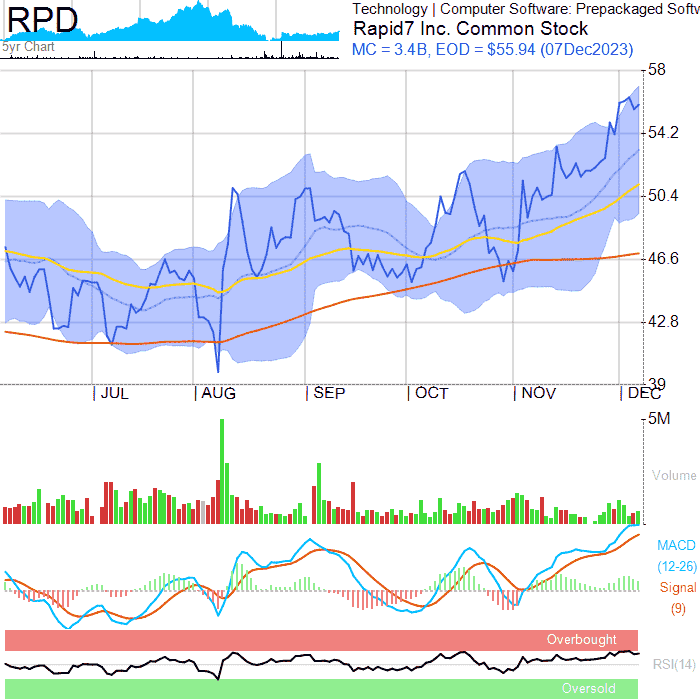 RPD
5yr Chart
Technology | Computer Software: Prepackaged Softw
Rapid7 Inc. Common Stock
MC = 3.4B, EOD = $55.94 (07Dec2023)
58
54.2
50.4
46.6
42.8
39
JUL
AUG
SEP
OCT
NOV
DEC
5M
Volume
MACD
(12-26)
Signal
(9)
Overbought
RSI(14)
Oversold